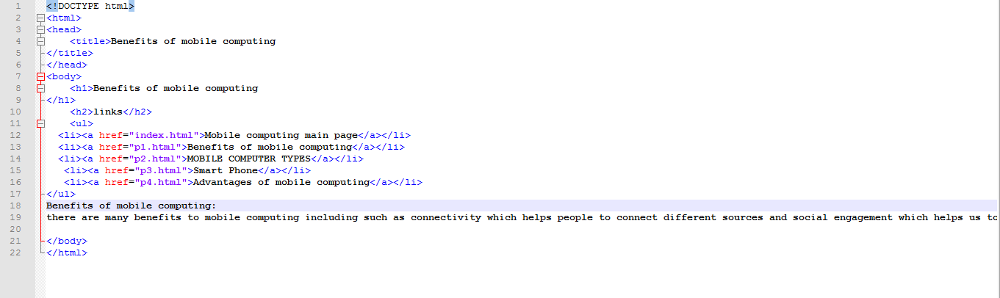 1 <!DOCTYPE html>
2 <html>
3 <head>
4 <title>Benefits of mobile computing
5 </title>
6 </head>
7 <body>
8 <h1>Benefits of mobile computing
9 </h1>
10 <h2>links</h2>
11 <ul>
12 <li><a href="index.html">Mobile computing main page</a></li>
13 <li><a href="p1.html">Benefits of mobile computing</a></li>
14 <li><a href="p2.html">MOBILE COMPUTER TYPES</a></li>
15 <li><a href="p3.html">Smart Phone</a></li>
16 <li><a href="p4.html">Advantages of mobile computing</a></li>
17 </ul>
18 Benefits of mobile computing:
19 there are many benefits to mobile computing including such as connectivity which helps people to connect different sources and social engagement which helps us to
20
21 </body>
22 </html>